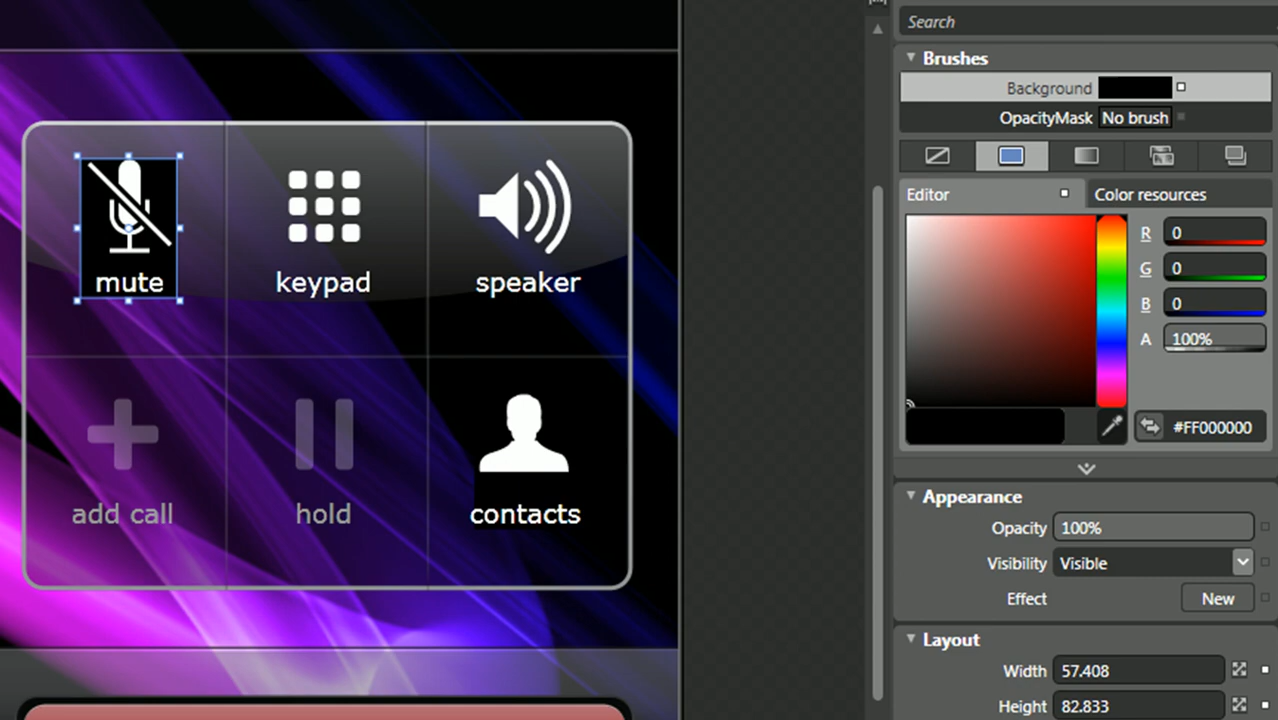 Search
Brushes
Background
OpacityMask No brush
Editor
Color resources
R 0
G 0
B 0
A 100%
#FF000000
mute
keypad
speaker
add call
hold
contacts
Appearance
Opacity 100%
Visibility Visible
Effect New
Layout
Width 57.408
Height 82.833